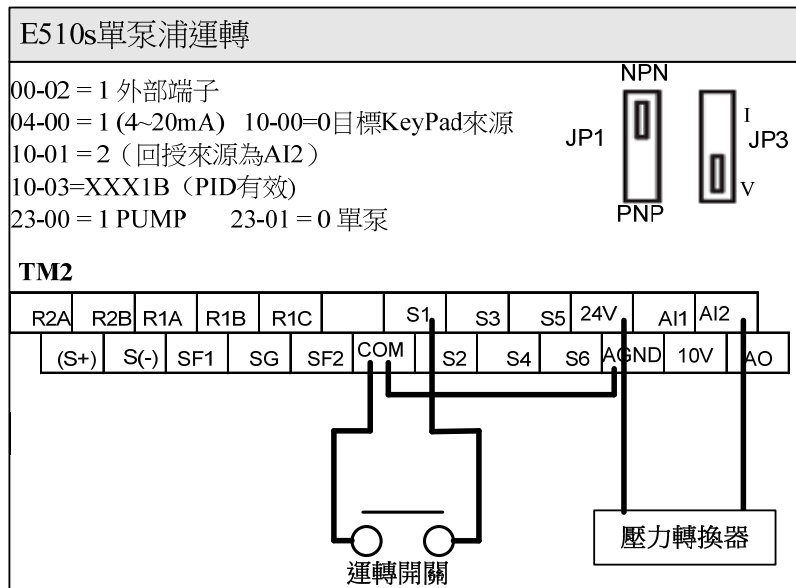 E510s單泵浦運轉
00-02 = 1 外部端子
04-00 = 1 (4~20mA) 10-00=0目標KeyPad來源
10-01 = 2（回授來源為AI2）
10-03=XXX1B（PID有效)
23-00 = 1 PUMP 23-01 = 0 單泵
NPN
JP1
PNP
I
JP3
V
TM2
R2A R2B R1A R1B R1C S1 S3 S5 24V AI1 AI2
(S+) S(-) SF1 SG SF2 COM S2 S4 S6 AGND 10V AO
運轉開關
壓力轉換器